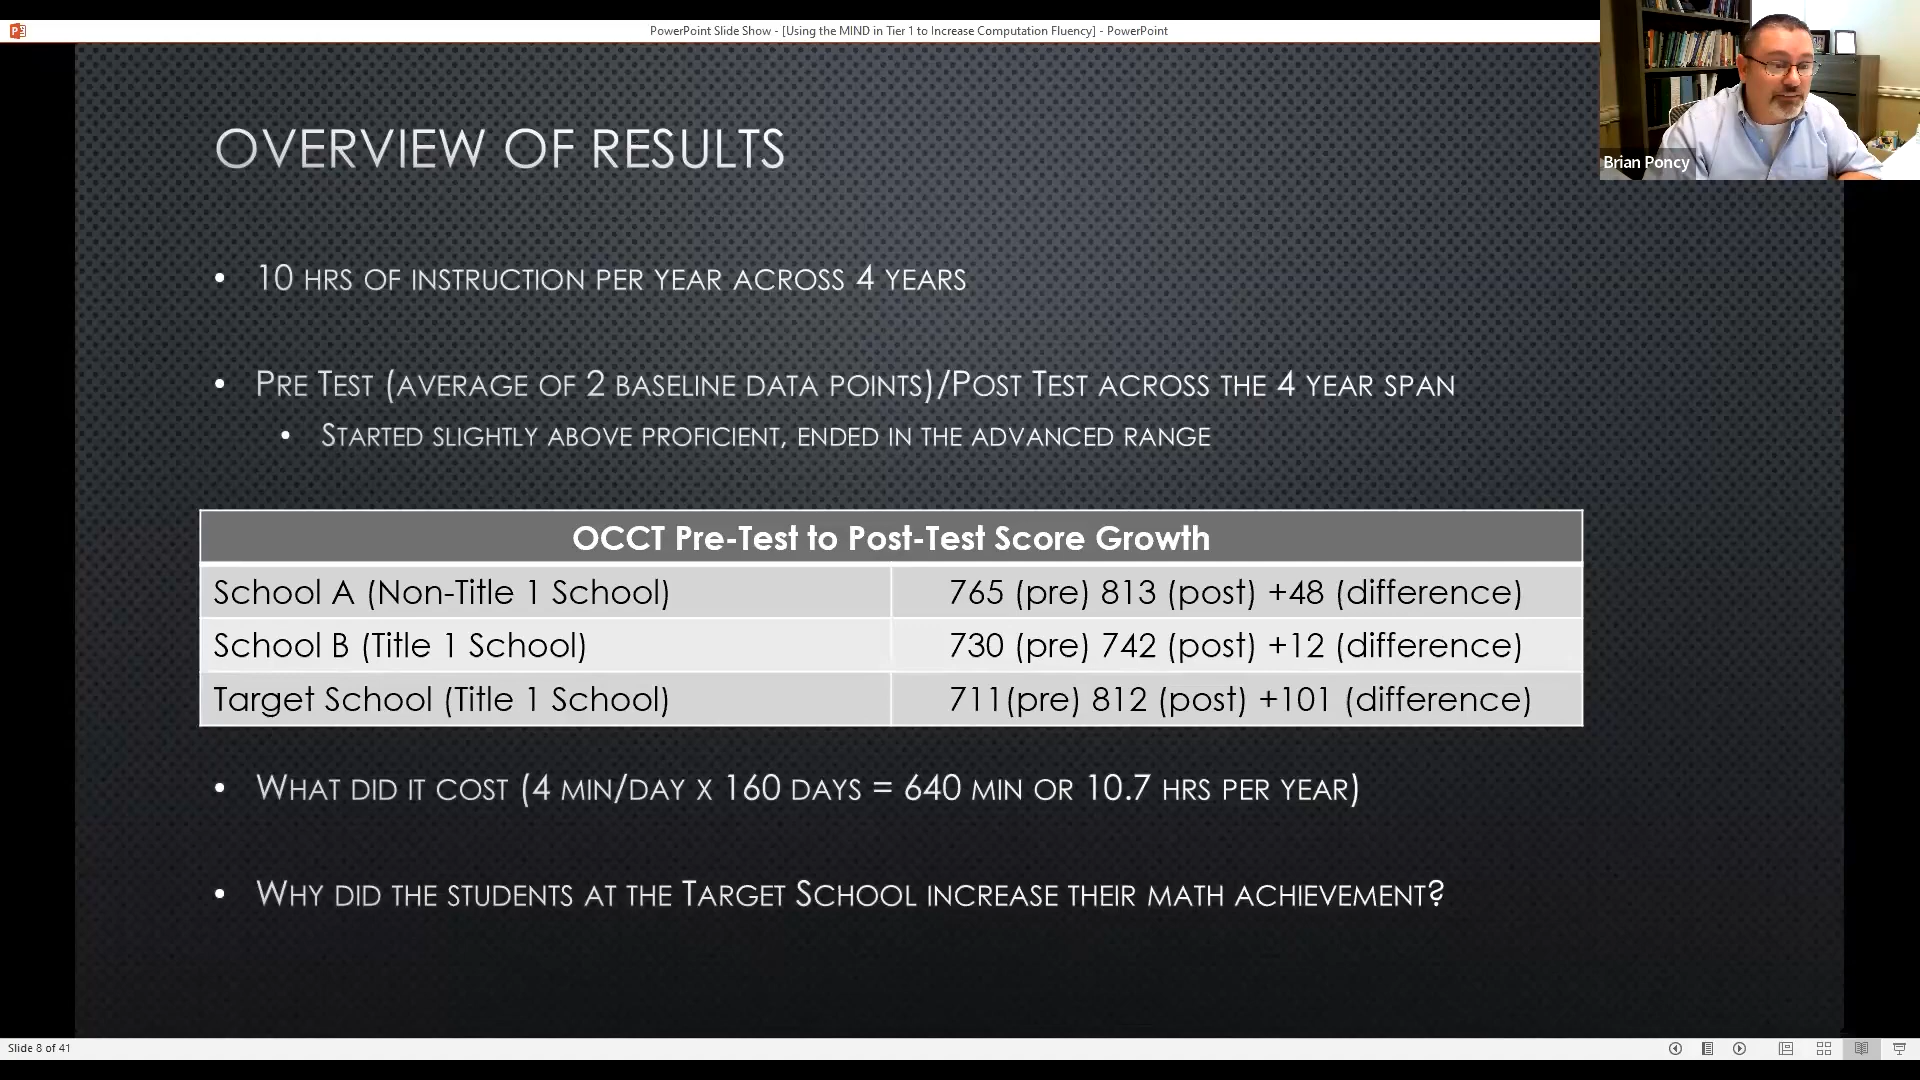 PowerPoint Slide Show - [Using the MIND in Tier 1 to Increase Computation Fluency] - PowerPoint
Brian Poncy
OVERVIEW OF RESULTS
• 10 HRS OF INSTRUCTION PER YEAR ACROSS 4 YEARS
• PRE TEST (AVERAGE OF 2 BASELINE DATA POINTS)/POST TEST ACROSS THE 4 YEAR SPAN
• STARTED SLIGHTLY ABOVE PROFICIENT, ENDED IN THE ADVANCED RANGE
OCCT Pre-Test to Post-Test Score Growth
School A (Non-Title 1 School) 765 (pre) 813 (post) +48 (difference)
School B (Title 1 School) 730 (pre) 742 (post) +12 (difference)
Target School (Title 1 School) 711(pre) 812 (post) +101 (difference)
• WHAT DID IT COST (4 MIN/DAY X 160 DAYS = 640 MIN OR 10.7 HRS PER YEAR)
• WHY DID THE STUDENTS AT THE TARGET SCHOOL INCREASE THEIR MATH ACHIEVEMENT?
Slide 8 of 41